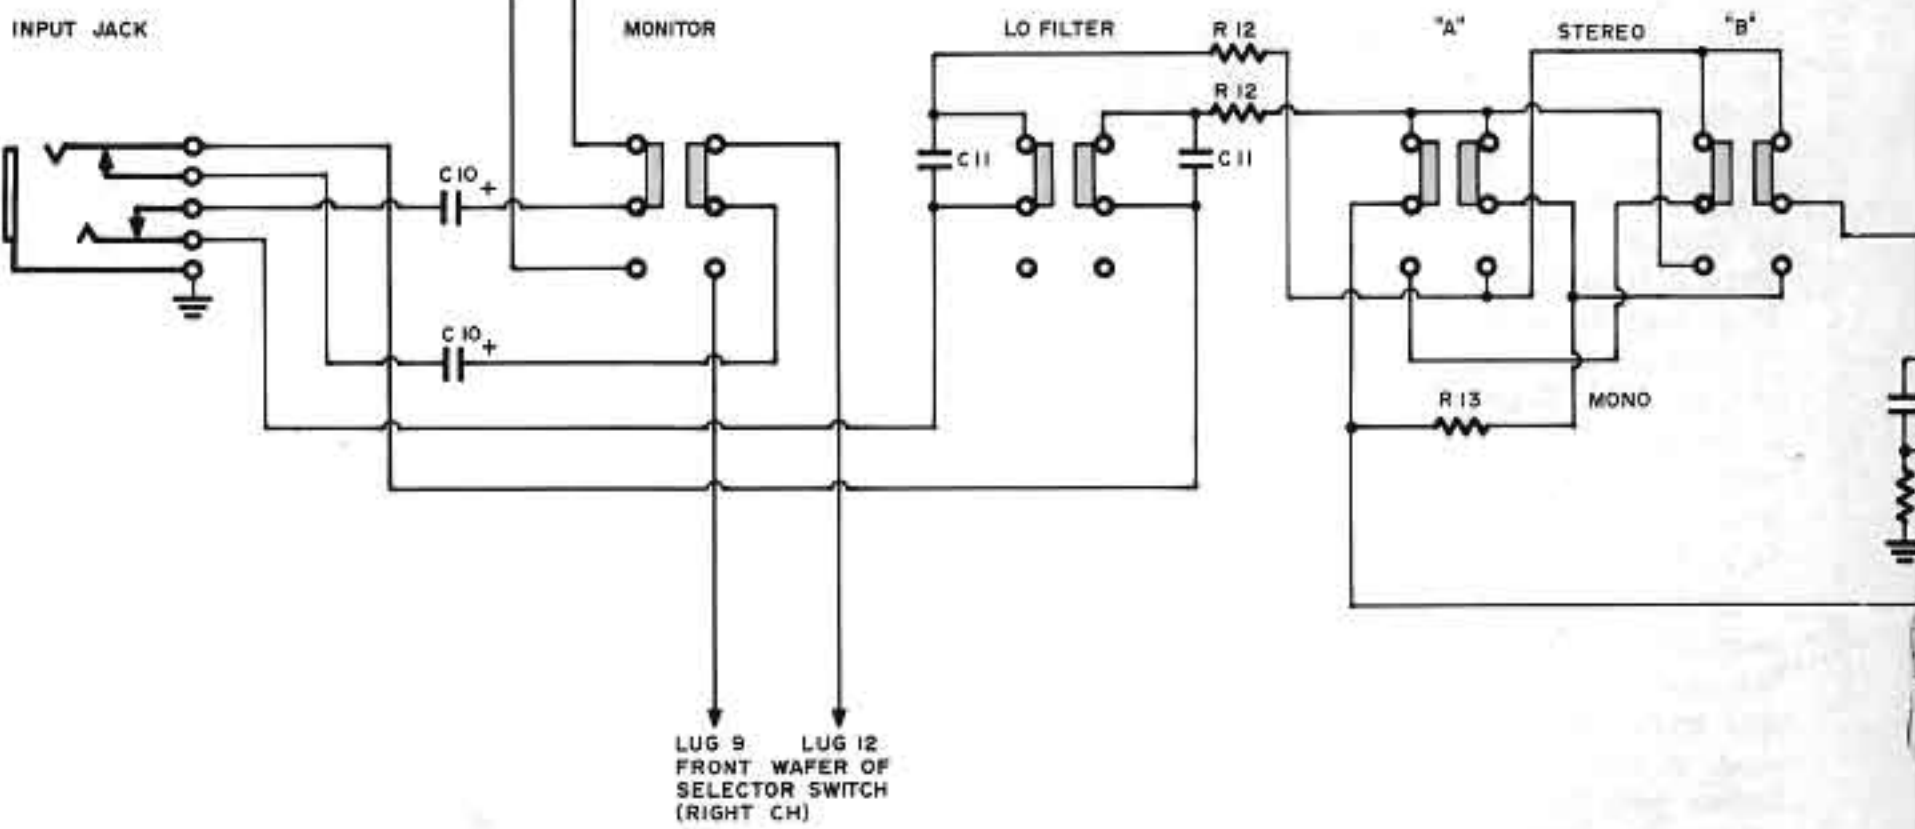 INPUT JACK
MONITOR
LO FILTER
R 12
"A"
STEREO
"B"
R 12
C 11
C 11
C 10
+
C 10
+
R 13
MONO
LUG 9 LUG 12
FRONT WAFER OF
SELECTOR SWITCH
(RIGHT CH)